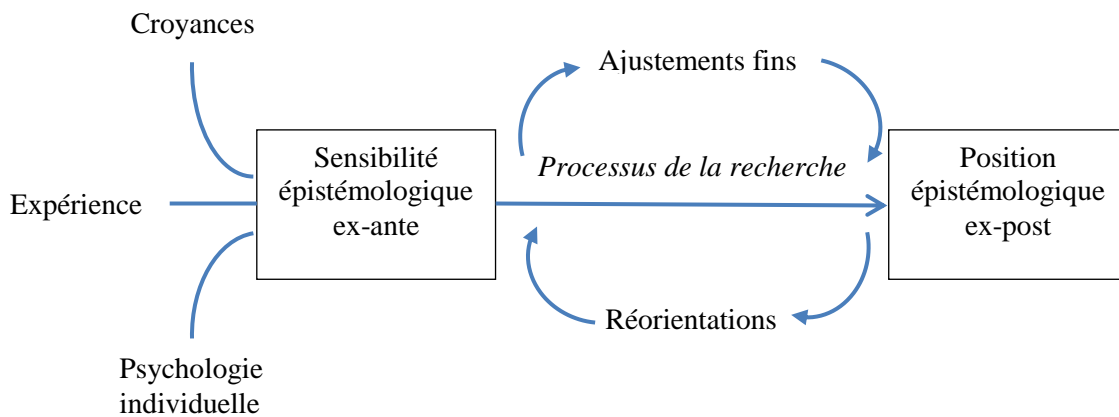 Croyances
Ajustements fins
Sensibilité
épistémologique
ex-ante
Processus de la recherche
Position
épistémologique
ex-post
Expérience
Réorientations
Psychologie
individuelle